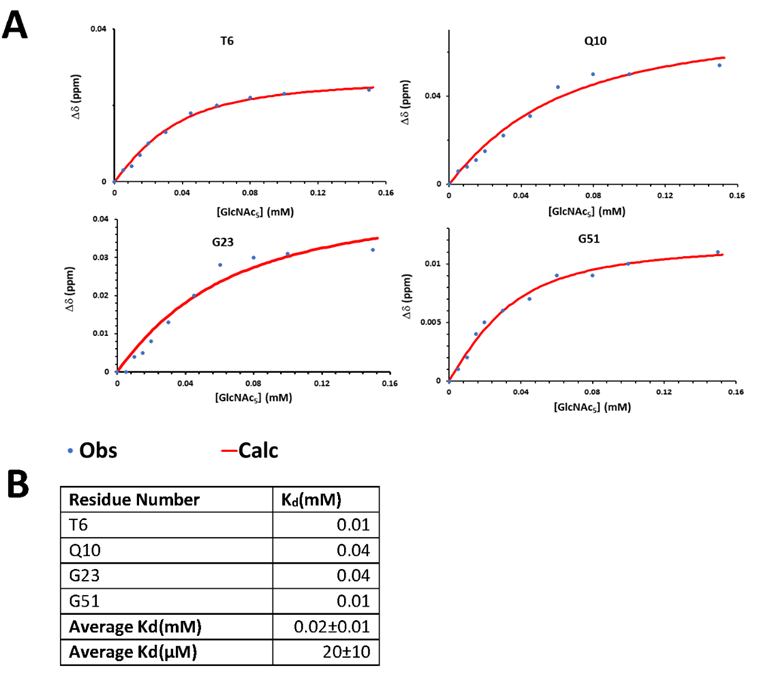 A
T6
0.04
0
Δδ (ppm)
0 0.04 0.08 0.12 0.16
[GlcNAc₅] (mM)
Q10
0.04
0
Δδ (ppm)
0 0.04 0.08 0.12 0.16
[GlcNAc₅] (mM)
G23
0.04
0.03
0.02
0.01
0
Δδ (ppm)
0 0.04 0.08 0.12 0.16
[GlcNAc₅] (mM)
G51
0.01
0.005
0
Δδ (ppm)
0 0.04 0.08 0.12 0.16
[GlcNAc₅] (mM)
Obs Calc
B
Residue Number Kd(mM)
T6 0.01
Q10 0.04
G23 0.04
G51 0.01
Average Kd(mM) 0.02±0.01
Average Kd(µM) 20±10